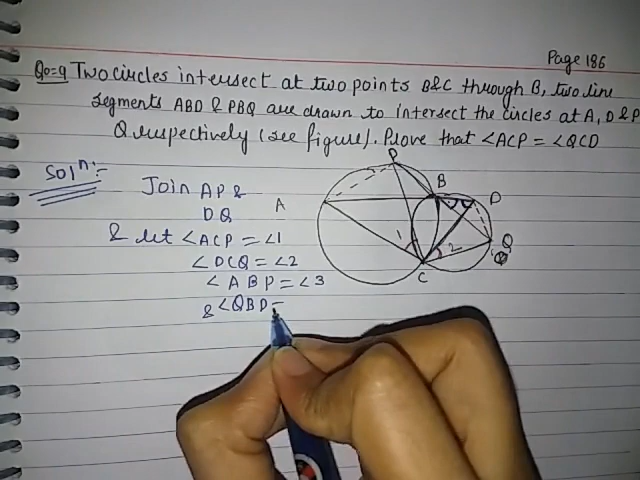 Page 186
Qo=9 Two circles intersect at two points B&C through B, two line
segments ABD & PBQ are drawn to intersect the circles at A, D & P
Q respectively (see figure). Prove that ∠ACP = ∠QCD
Solⁿ:-
Join AP &
DQ
& let ∠ACP = ∠1
∠DCQ = ∠2
∠ABP = ∠3
& ∠QBD =
P
B
A
D
1
2
Q
C